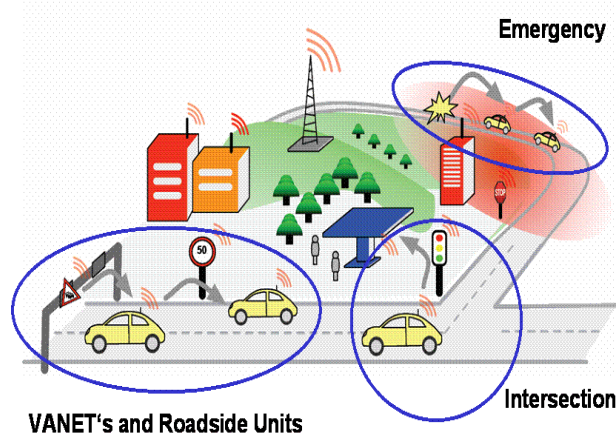 Emergency
STOP
50
Intersection
VANET's and Roadside Units